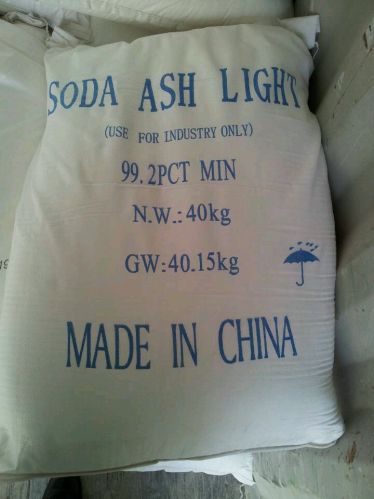 SODA ASH LIGHT
(USE FOR INDUSTRY ONLY)
99.2PCT MIN
N.W.:40kg
GW:40.15kg
MADE IN CHINA